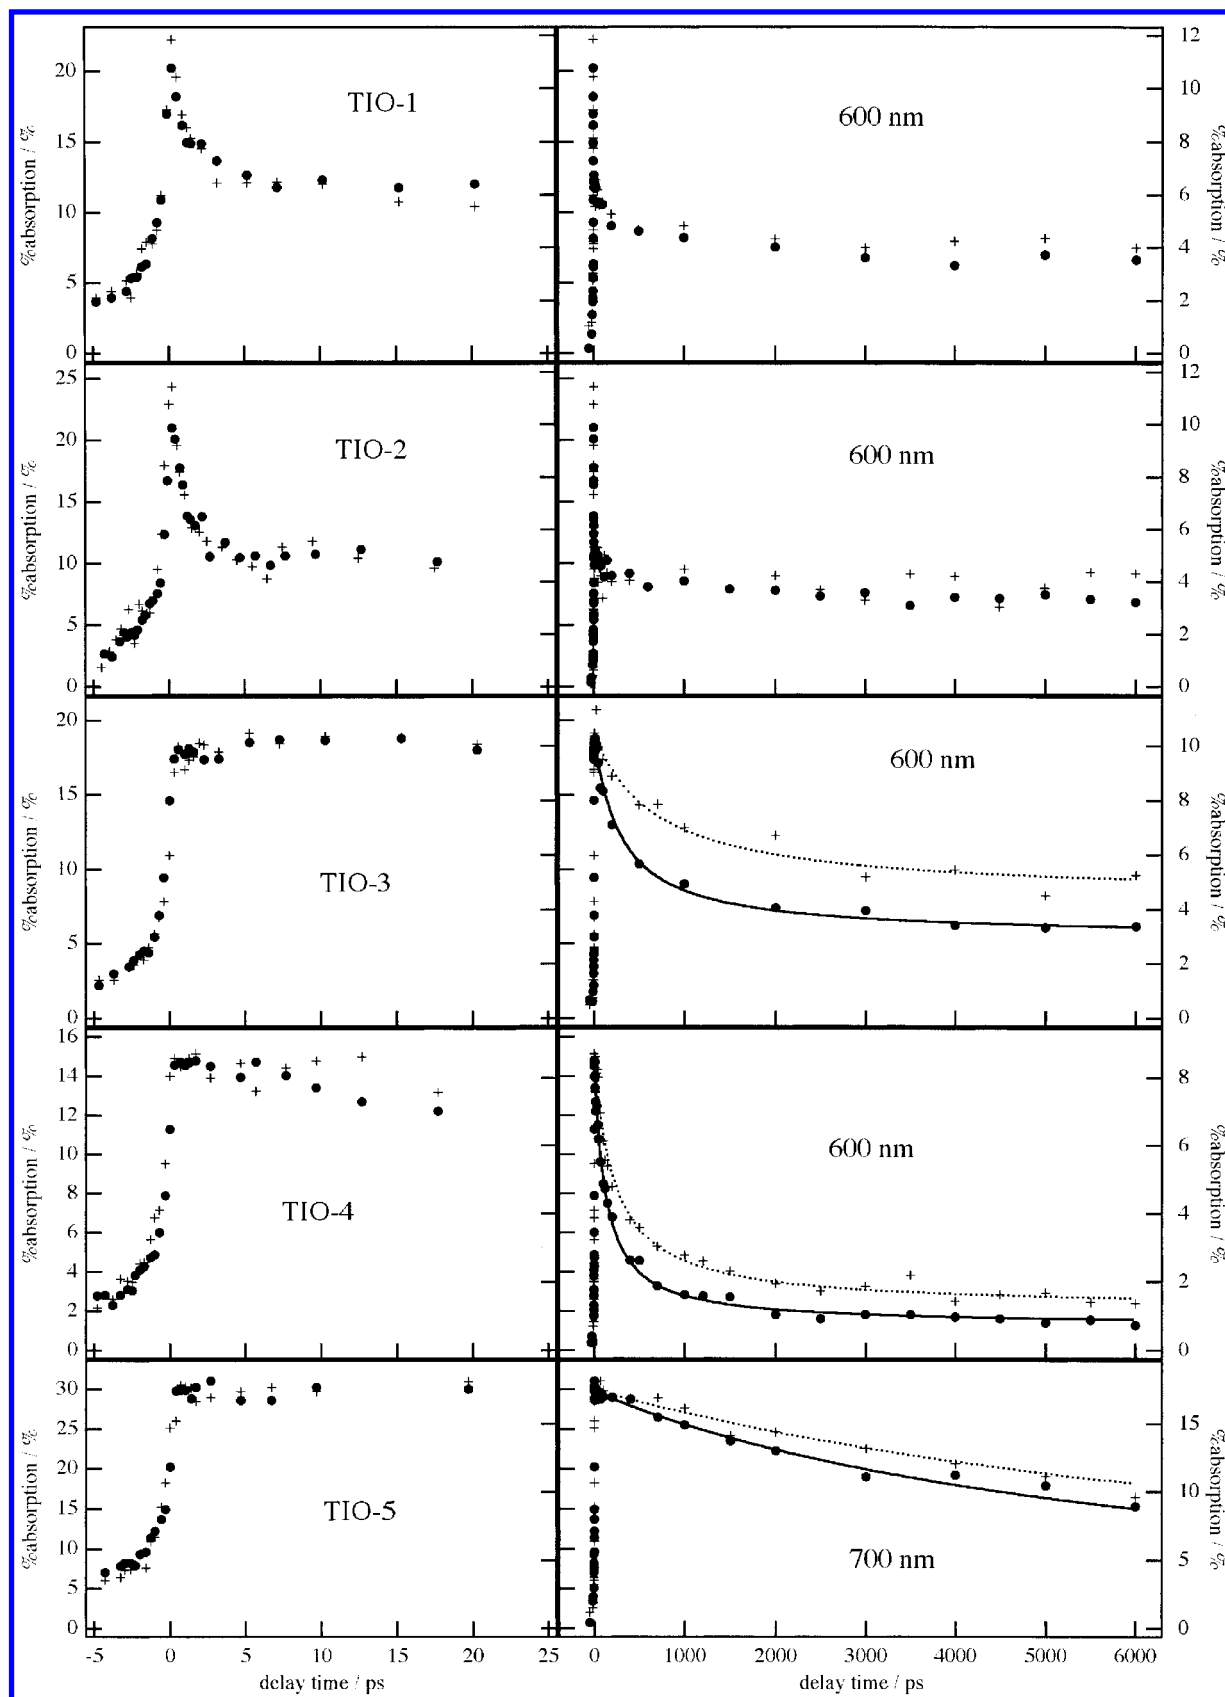 %absorption / %
20
15
10
5
0
TIO-1
600 nm
12
10
8
6
4
2
0
%absorption / %
%absorption / %
25
20
15
10
5
0
TIO-2
600 nm
12
10
8
6
4
2
0
%absorption / %
%absorption / %
20
15
10
5
0
TIO-3
600 nm
10
8
6
4
2
0
%absorption / %
%absorption / %
16
14
12
10
8
6
4
2
0
TIO-4
600 nm
8
6
4
2
0
%absorption / %
%absorption / %
30
25
20
15
10
5
0
TIO-5
700 nm
15
10
5
0
%absorption / %
-5 0 5 10 15 20 25
0 1000 2000 3000 4000 5000 6000
delay time / ps
delay time / ps